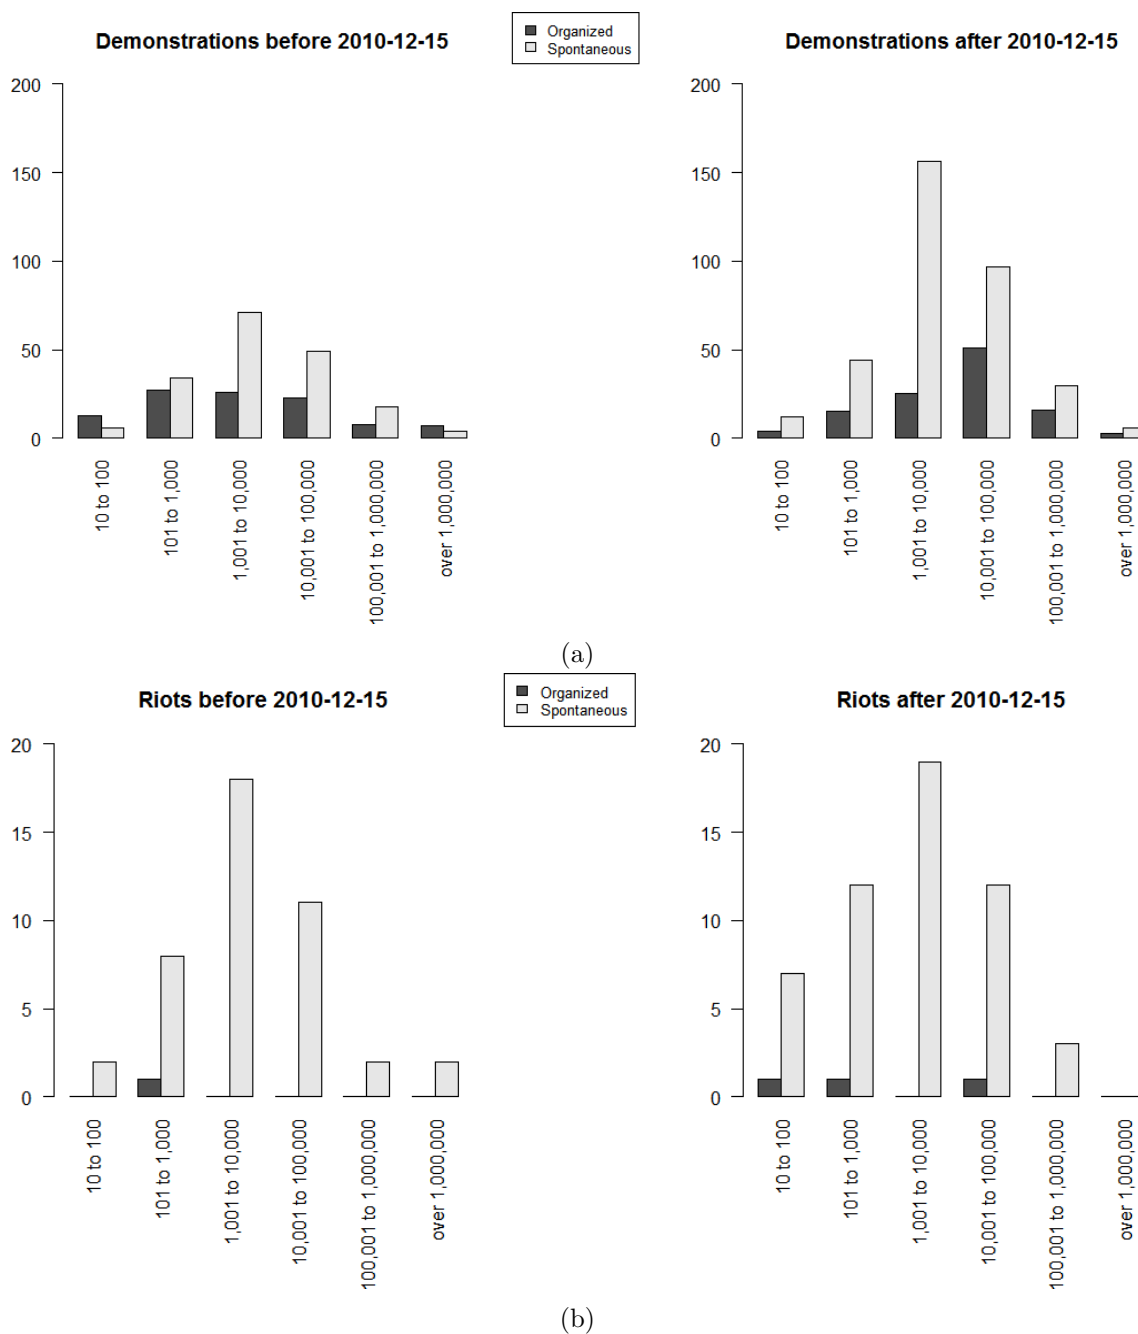 Demonstrations before 2010-12-15
Organized
Spontaneous
Demonstrations after 2010-12-15
200
150
100
50
0
10 to 100
101 to 1,000
1,001 to 10,000
10,001 to 100,000
100,001 to 1,000,000
over 1,000,000
200
150
100
50
0
10 to 100
101 to 1,000
1,001 to 10,000
10,001 to 100,000
100,001 to 1,000,000
over 1,000,000
(a)
Riots before 2010-12-15
Organized
Spontaneous
Riots after 2010-12-15
20
15
10
5
0
10 to 100
101 to 1,000
1,001 to 10,000
10,001 to 100,000
100,001 to 1,000,000
over 1,000,000
20
15
10
5
0
10 to 100
101 to 1,000
1,001 to 10,000
10,001 to 100,000
100,001 to 1,000,000
over 1,000,000
(b)